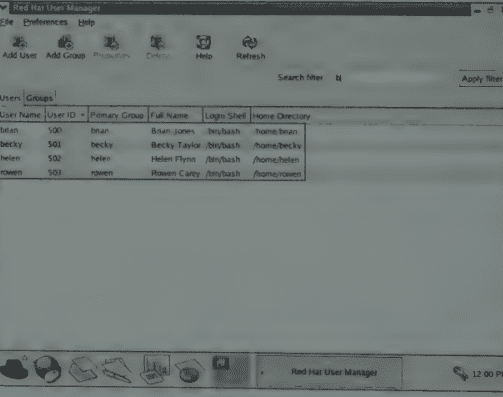 Red Hat User Manager
File Preferences Help
Add User Add Group Properties Delete Help Refresh
Search filter b Apply filter
Users Groups
User Name User ID Primary Group Full Name Login Shell Home Directory
brian 500 brian Brian Jones /bin/bash /home/brian
becky 501 becky Becky Taylor /bin/bash /home/becky
helen 502 helen Helen Flynn /bin/bash /home/helen
rowen 503 rowen Rowen Carey /bin/bash /home/rowen
Red Hat User Manager 12 00